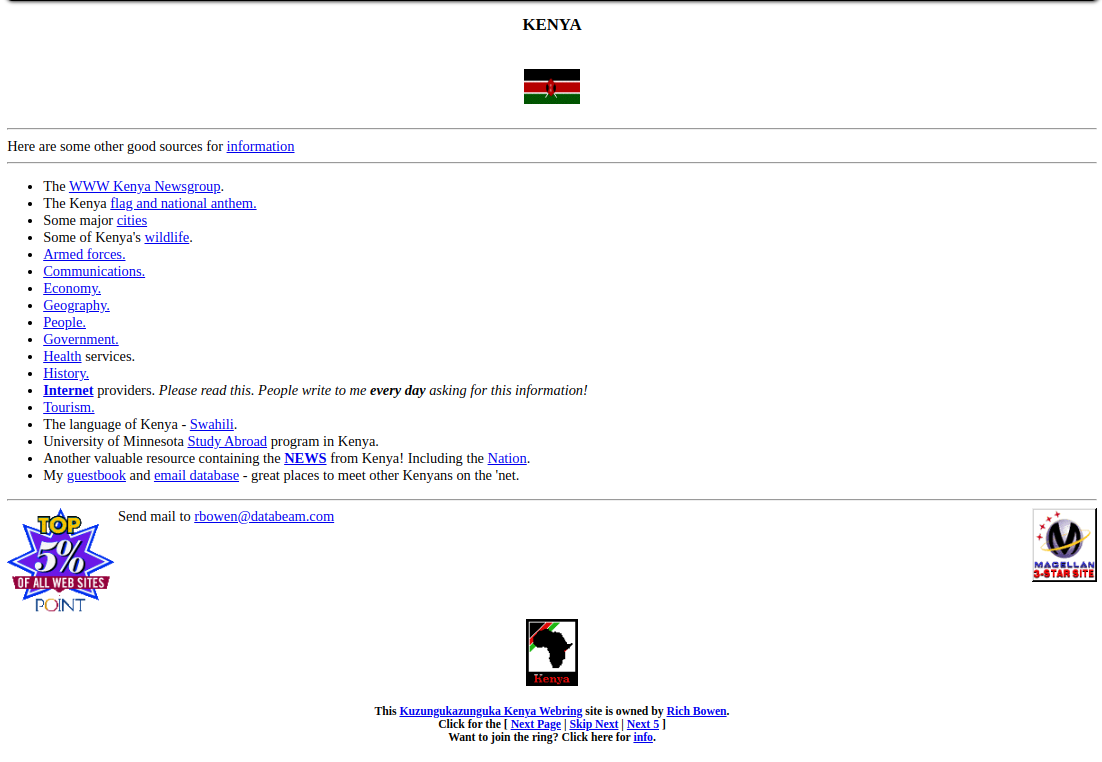 KENYA
Here are some other good sources for information
The WWW Kenya Newsgroup.
The Kenya flag and national anthem.
Some major cities
Some of Kenya's wildlife.
Armed forces.
Communications.
Economy.
Geography.
People.
Government.
Health services.
History.
Internet providers. Please read this. People write to me every day asking for this information!
Tourism.
The language of Kenya - Swahili.
University of Minnesota Study Abroad program in Kenya.
Another valuable resource containing the NEWS from Kenya! Including the Nation.
My guestbook and email database - great places to meet other Kenyans on the 'net.
TOP
5%
OF ALL WEB SITES
POINT
Send mail to rbowen@databeam.com
M
MAGELLAN
3-STAR SITE
Kenya
This Kuzungukazunguka Kenya Webring site is owned by Rich Bowen.
Click for the [ Next Page | Skip Next | Next 5 ]
Want to join the ring? Click here for info.